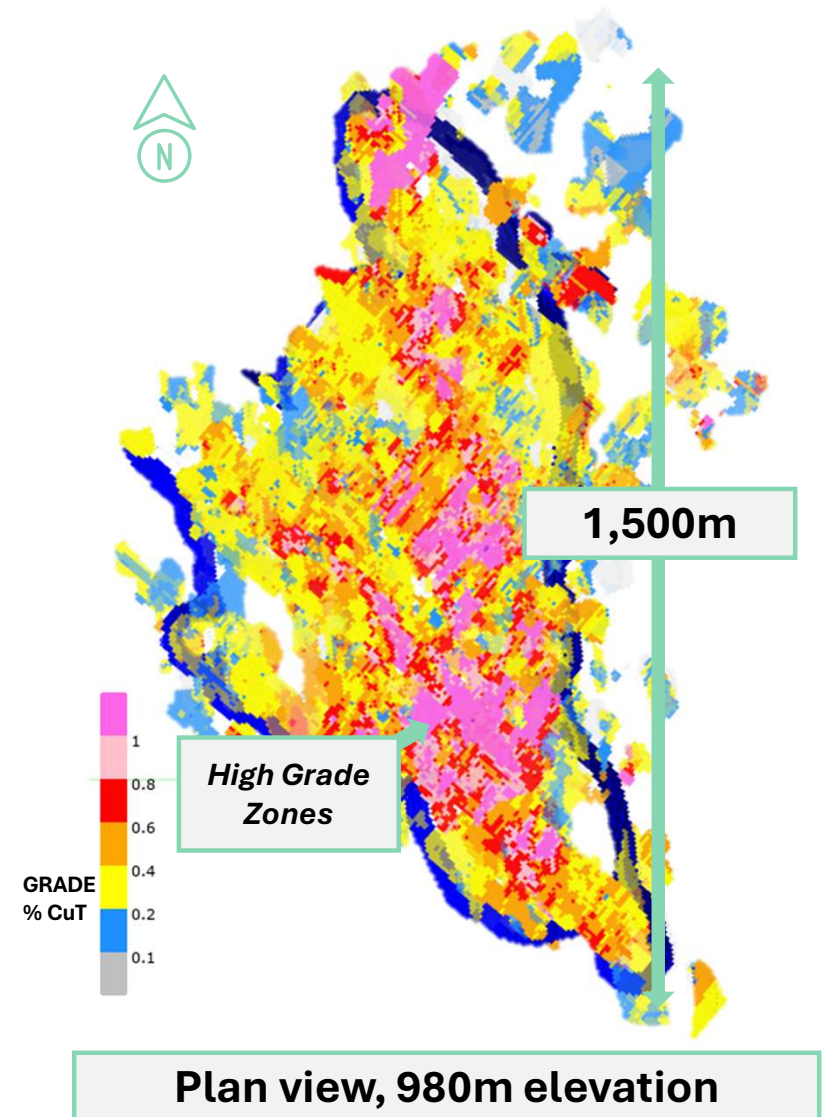 N
1,500m
High Grade
Zones
1
0.8
0.6
0.4
0.2
0.1
GRADE
% CuT
Plan view, 980m elevation